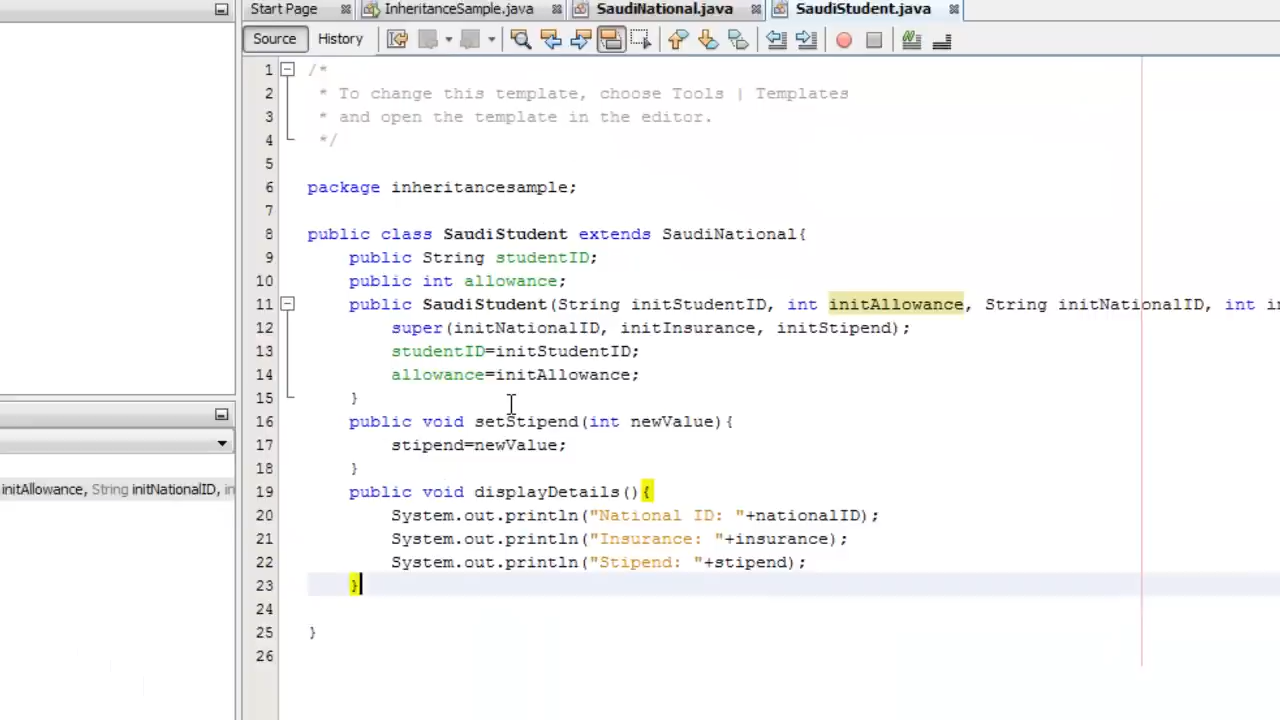 Start Page InheritanceSample.java SaudiNational.java SaudiStudent.java
Source History
1 /*
2 * To change this template, choose Tools | Templates
3 * and open the template in the editor.
4 */
5
6 package inheritancesample;
7
8 public class SaudiStudent extends SaudiNational{
9 public String studentID;
10 public int allowance;
11 public SaudiStudent(String initStudentID, int initAllowance, String initNationalID, int in
12 super(initNationalID, initInsurance, initStipend);
13 studentID=initStudentID;
14 allowance=initAllowance;
15 }
16 public void setStipend(int newValue){
17 stipend=newValue;
18 }
19 public void displayDetails(){
20 System.out.println("National ID: "+nationalID);
21 System.out.println("Insurance: "+insurance);
22 System.out.println("Stipend: "+stipend);
23 }
24
25 }
26
initAllowance, String initNationalID, in